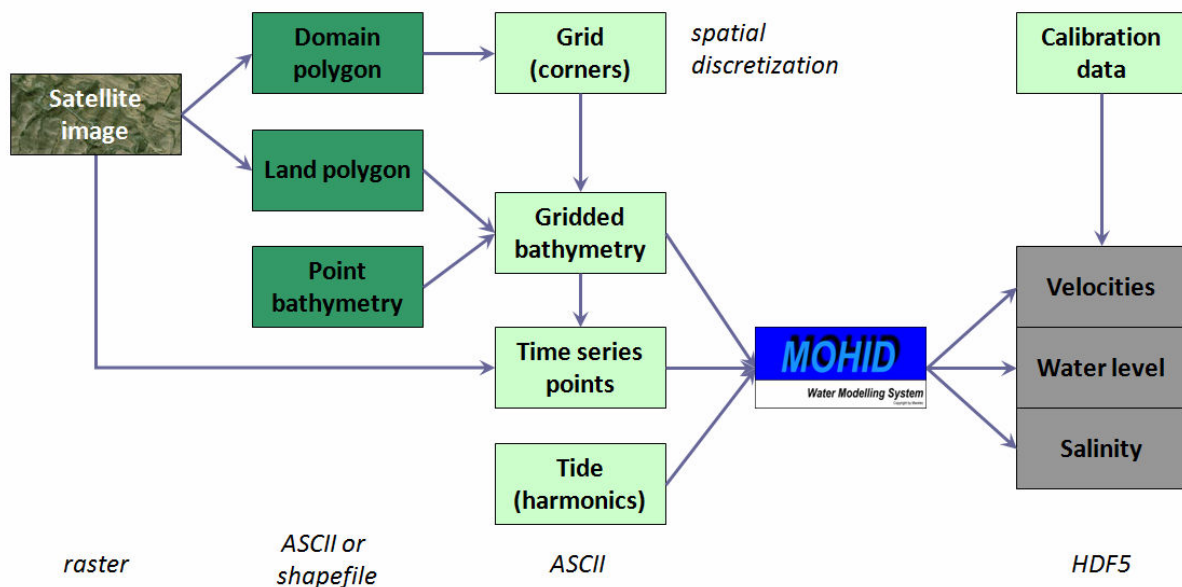 Domain
polygon
Grid
(corners)
spatial
discretization
Calibration
data
Satellite
image
Land polygon
Gridded
bathymetry
Point
bathymetry
Velocities
Time series
points
MOHID
Water Modelling System
Water level
Tide
(harmonics)
Salinity
raster
ASCII or
shapefile
ASCII
HDF5